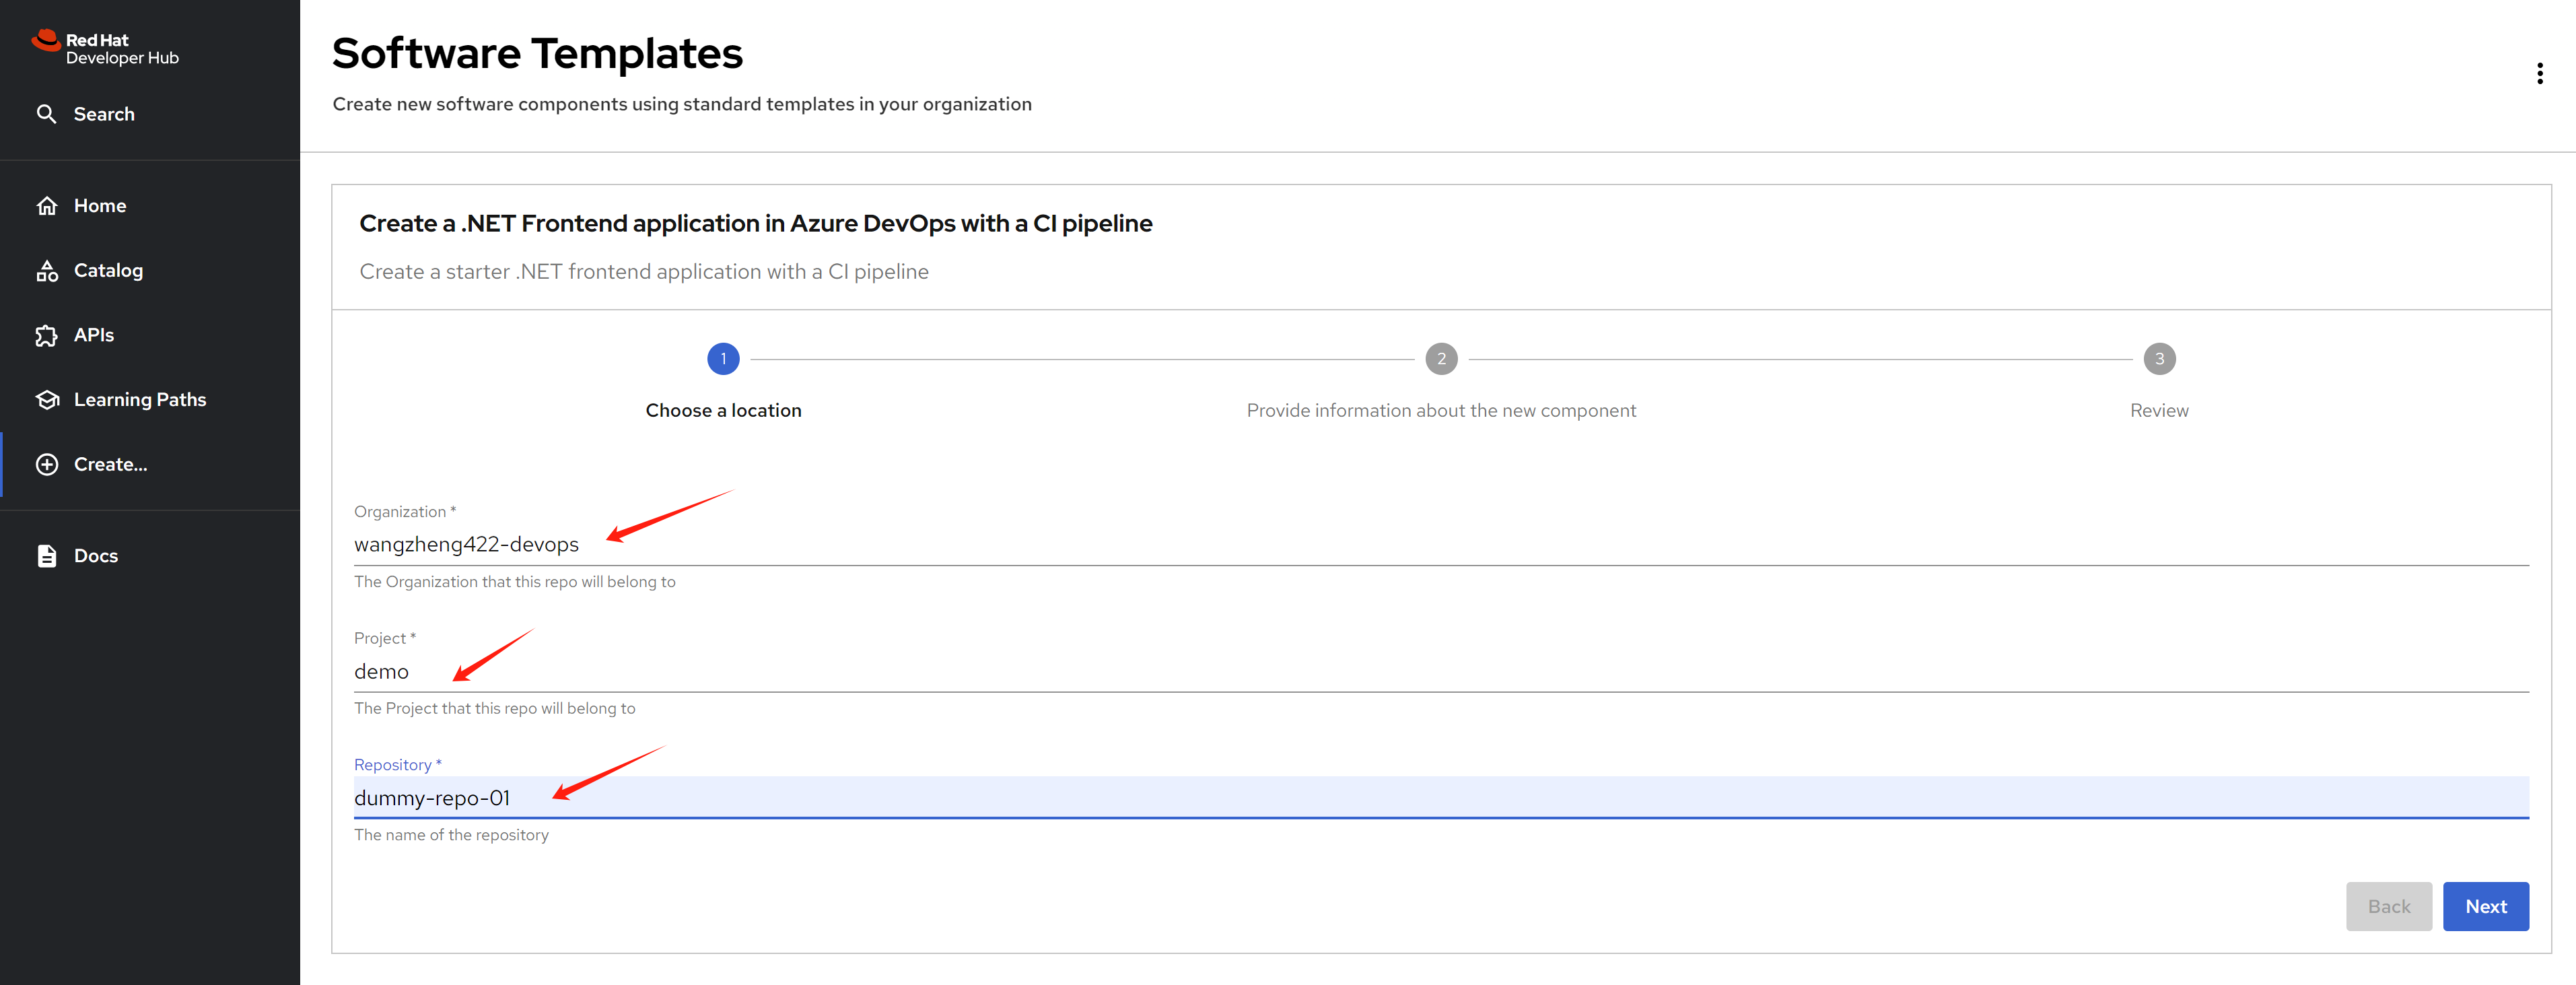 Red Hat
Developer Hub
Search
Home
Catalog
APIs
Learning Paths
Create...
Docs
Software Templates
Create new software components using standard templates in your organization
Create a .NET Frontend application in Azure DevOps with a CI pipeline
Create a starter .NET frontend application with a CI pipeline
1
2
3
Choose a location
Provide information about the new component
Review
Organization *
wangzheng422-devops
The Organization that this repo will belong to
Project *
demo
The Project that this repo will belong to
Repository *
dummy-repo-01
The name of the repository
Back
Next